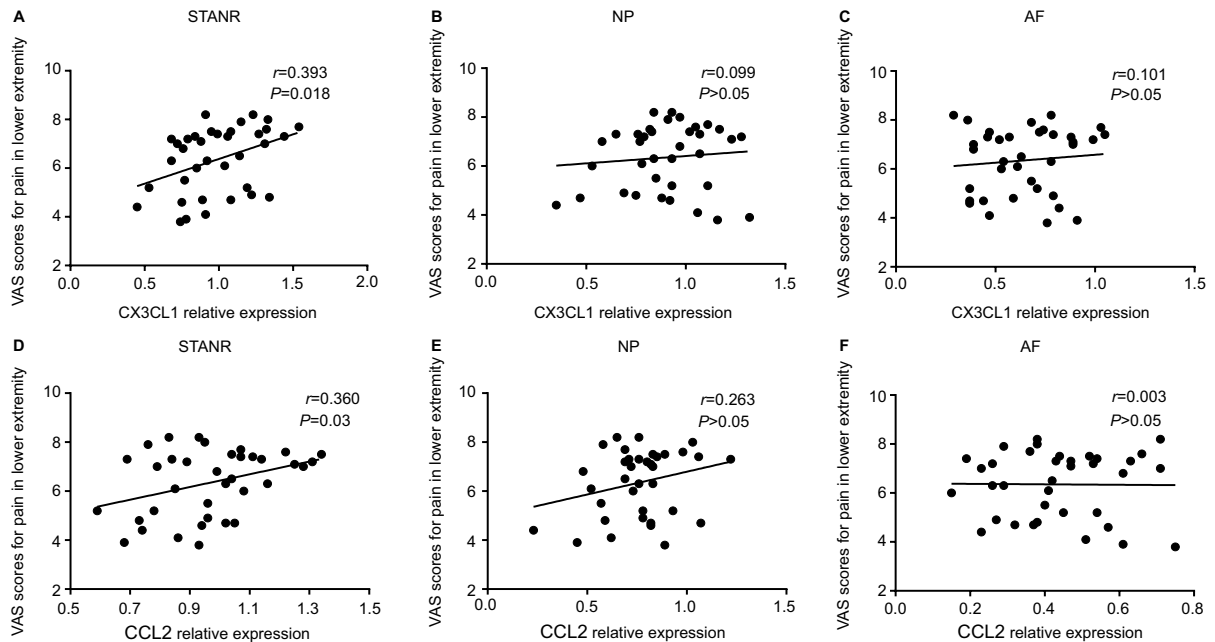 A
STANR
VAS scores for pain in lower extremity
10
8
6
4
2
0.0
0.5
1.0
1.5
2.0
r=0.393
P=0.018
CX3CL1 relative expression
B
NP
VAS scores for pain in lower extremity
10
8
6
4
2
0.0
0.5
1.0
1.5
r=0.099
P>0.05
CX3CL1 relative expression
C
AF
VAS scores for pain in lower extremity
10
8
6
4
2
0.0
0.5
1.0
1.5
r=0.101
P>0.05
CX3CL1 relative expression
D
STANR
VAS scores for pain in lower extremity
10
8
6
4
2
0.5
0.7
0.9
1.1
1.3
1.5
r=0.360
P=0.03
CCL2 relative expression
E
NP
VAS scores for pain in lower extremity
10
8
6
4
2
0.0
0.5
1.0
1.5
r=0.263
P>0.05
CCL2 relative expression
F
AF
VAS scores for pain in lower extremity
10
8
6
4
2
0.0
0.2
0.4
0.6
0.8
r=0.003
P>0.05
CCL2 relative expression